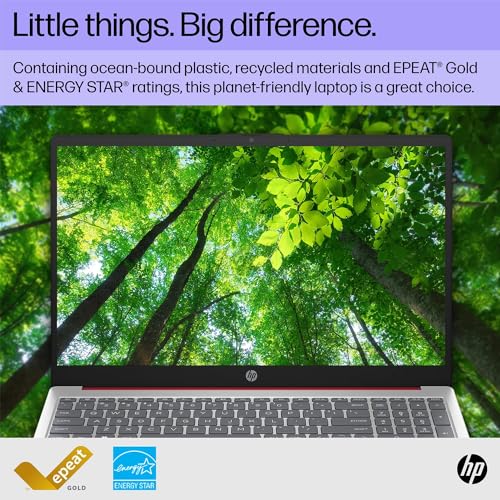 Little things. Big difference.
Containing ocean-bound plastic, recycled materials and EPEAT® Gold
& ENERGY STAR® ratings, this planet-friendly laptop is a great choice.
hp
epeat
GOLD
energy
ENERGY STAR
hp